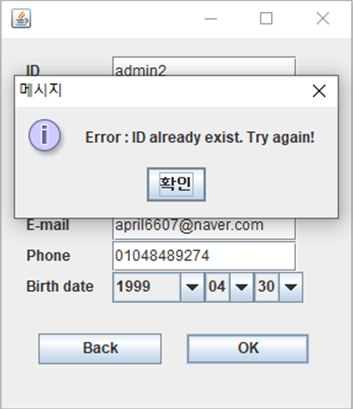 ID admin2
메시지
Error : ID already exist. Try again!
확인
E-mail april6607@naver.com
Phone 01048489274
Birth date 1999 04 30
Back OK